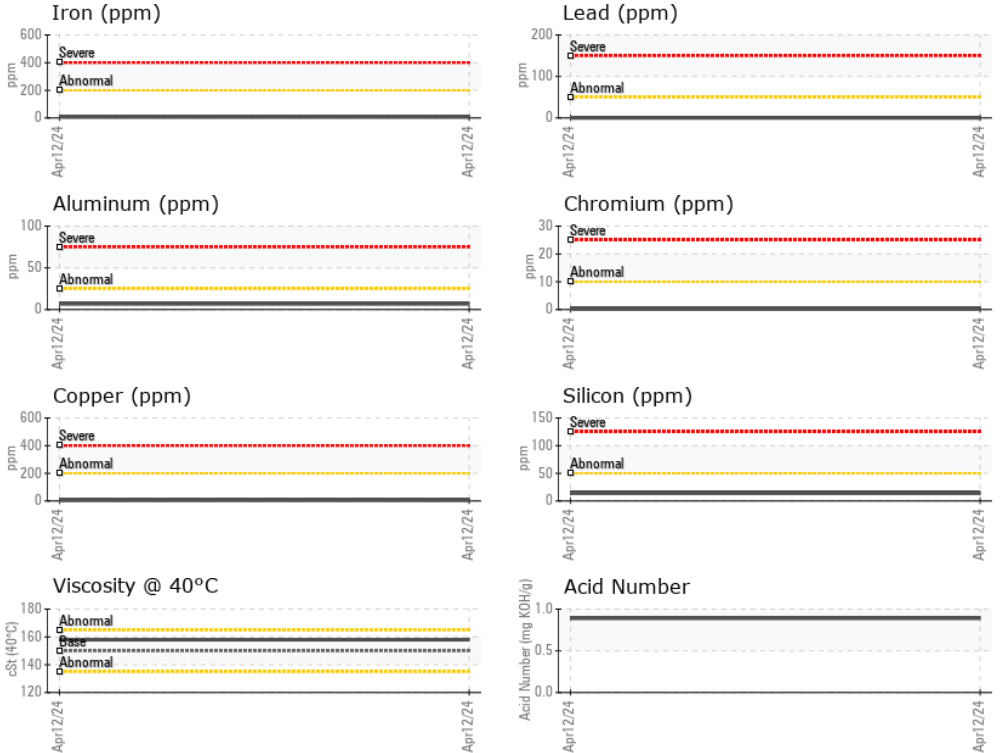 Iron (ppm)
600
400
200
0
ppm
Severe
Abnormal
Apr12/24
Apr12/24
Lead (ppm)
200
100
0
ppm
Severe
Abnormal
Apr12/24
Apr12/24
Aluminum (ppm)
100
50
0
ppm
Severe
Abnormal
Apr12/24
Apr12/24
Chromium (ppm)
30
20
10
0
ppm
Severe
Abnormal
Apr12/24
Apr12/24
Copper (ppm)
600
400
200
0
ppm
Severe
Abnormal
Apr12/24
Apr12/24
Silicon (ppm)
150
100
50
0
ppm
Severe
Abnormal
Apr12/24
Apr12/24
Viscosity @ 40°C
180
160
140
120
cSt (40°C)
Abnormal
Base
Abnormal
Apr12/24
Apr12/24
Acid Number
1.0
0.5
0.0
Acid Number (mg KOH/g)
Apr12/24
Apr12/24